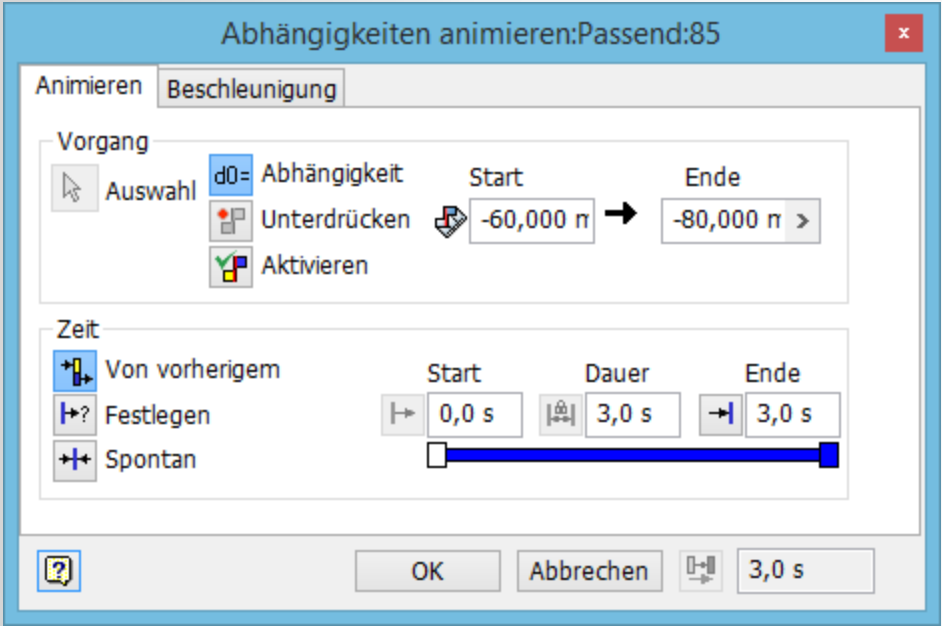 Abhängigkeiten animieren:Passend:85
x
Animieren Beschleunigung
Vorgang
Auswahl
d0= Abhängigkeit
Unterdrücken
Aktivieren
Start Ende
-60,000 -80,000 >
Zeit
Von vorherigem
Festlegen
Spontan
Start Dauer Ende
0,0 s 3,0 s 3,0 s
? OK Abbrechen 3,0 s